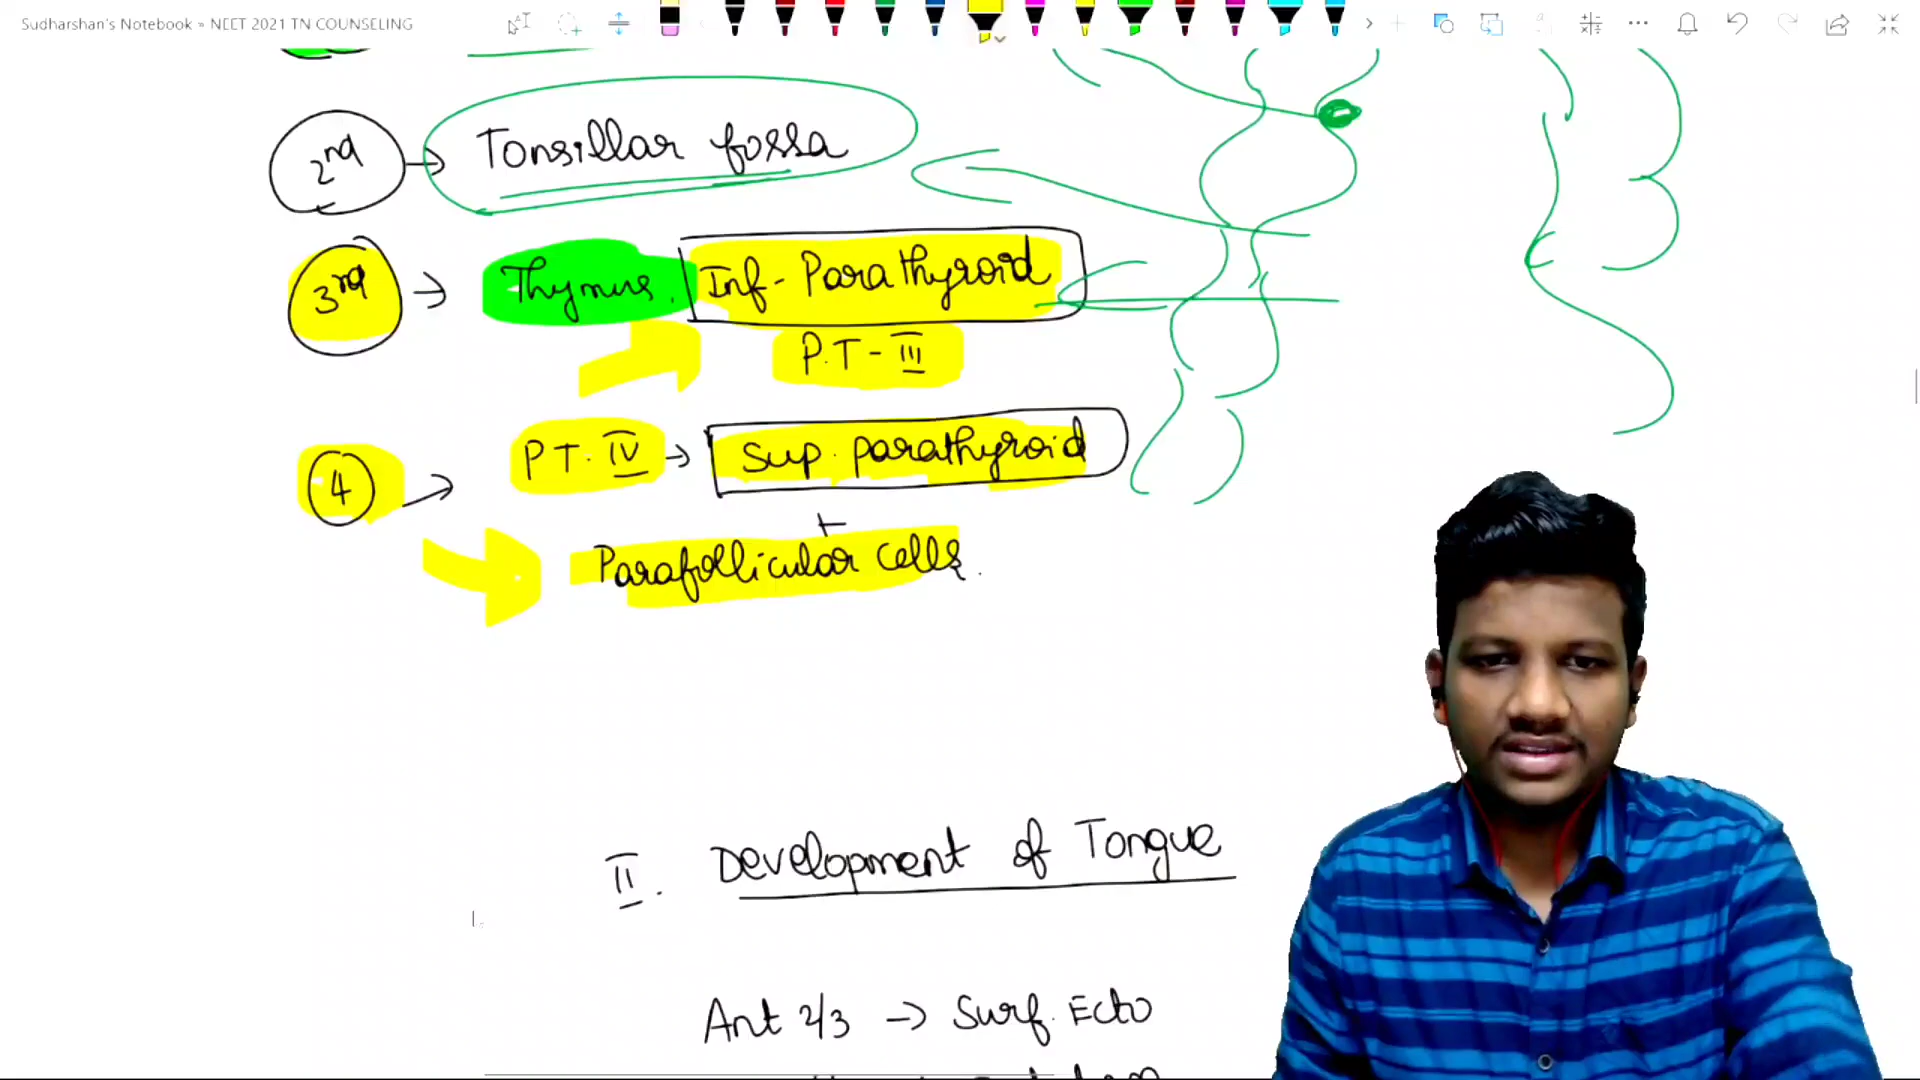 Sudharshan's Notebook » NEET 2021 TN COUNSELING
2nd → Tonsillar fossa
3rd → Thymus. Inf - Parathyroid
P.T - III
4 → PT. IV → Sup. parathyroid
+
Parafollicular cells.
II. Development of Tongue
Ant 2/3 → Surf. Ecto